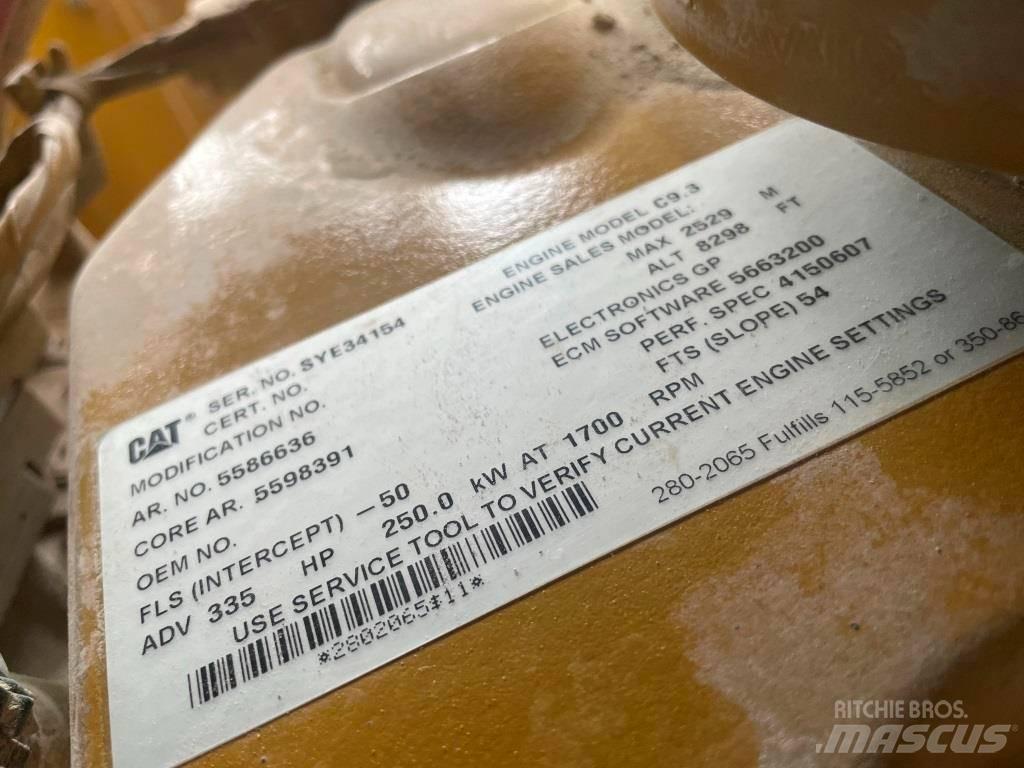 CAT® SER. NO. SYE34154
CERT. NO.
MODIFICATION NO.
AR. NO. 5586636
CORE AR. 5598391
OEM NO.
FLS (INTERCEPT) -50
ADV 335 HP 250.0 kW AT 1700 RPM
USE SERVICE TOOL TO VERIFY CURRENT ENGINE SETTINGS
ENGINE MODEL C9.3
ENGINE SALES MODEL:
MAX 2529 M
ALT 8298 FT
ELECTRONICS GP
ECM SOFTWARE 5663200
PERF. SPEC 4150607
FTS (SLOPE) 54
*2802065$11*
280-2065 Fulfills 115-5852 or 350-86
RITCHIE BROS.
MASCUS